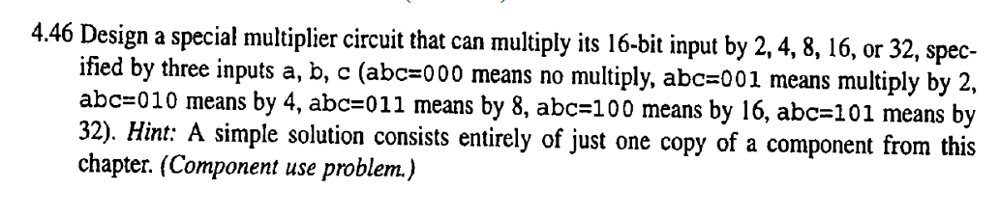 4.46 Design a special multiplier circuit that can multiply its 16-bit input by 2, 4, 8, 16, or 32, spec-
ified by three inputs a, b, c (abc=000 means no multiply, abc=001 means multiply by 2,
abc=010 means by 4, abc=011 means by 8, abc=100 means by 16, abc=101 means by
32). Hint: A simple solution consists entirely of just one copy of a component from this
chapter. (Component use problem.)